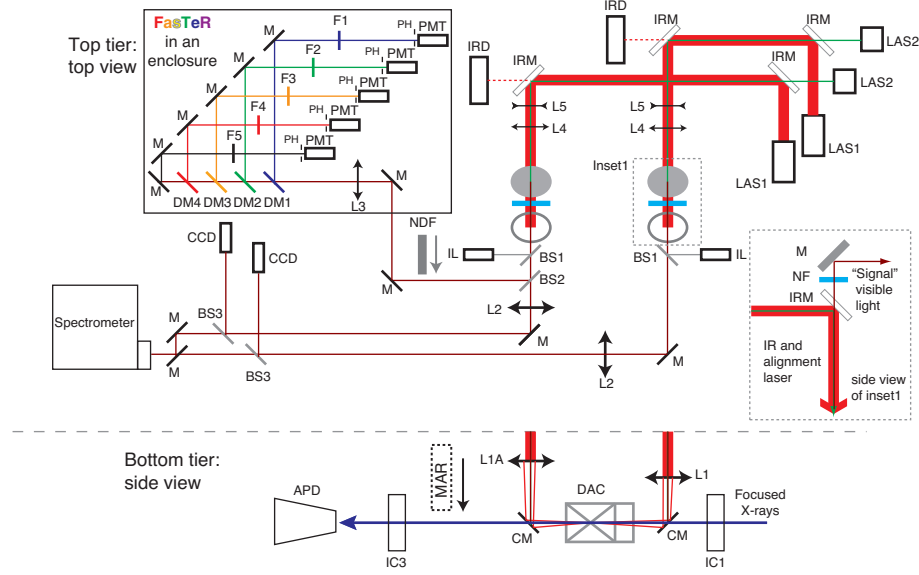 FasTeR
in an
enclosure
Top tier:
top view
M
F1
PH
PMT
M
F2
PH
PMT
M
F3
PH
PMT
M
F4
PH
PMT
M
F5
PH
PMT
M
DM4
DM3
DM2
DM1
L3
M
IRD
IRM
IRD
IRM
IRM
IRM
LAS2
LAS2
L5
L4
L5
L4
LAS1
LAS1
Inset1
NDF
CCD
CCD
IL
BS1
BS1
IL
M
BS2
L2
Spectrometer
M
BS3
M
M
BS3
L2
M
M
NF
IRM
“Signal”
visible
light
IR and
alignment
laser
side view
of inset1
Bottom tier:
side view
MAR
L1A
L1
APD
DAC
Focused
X-rays
CM
CM
IC3
IC1